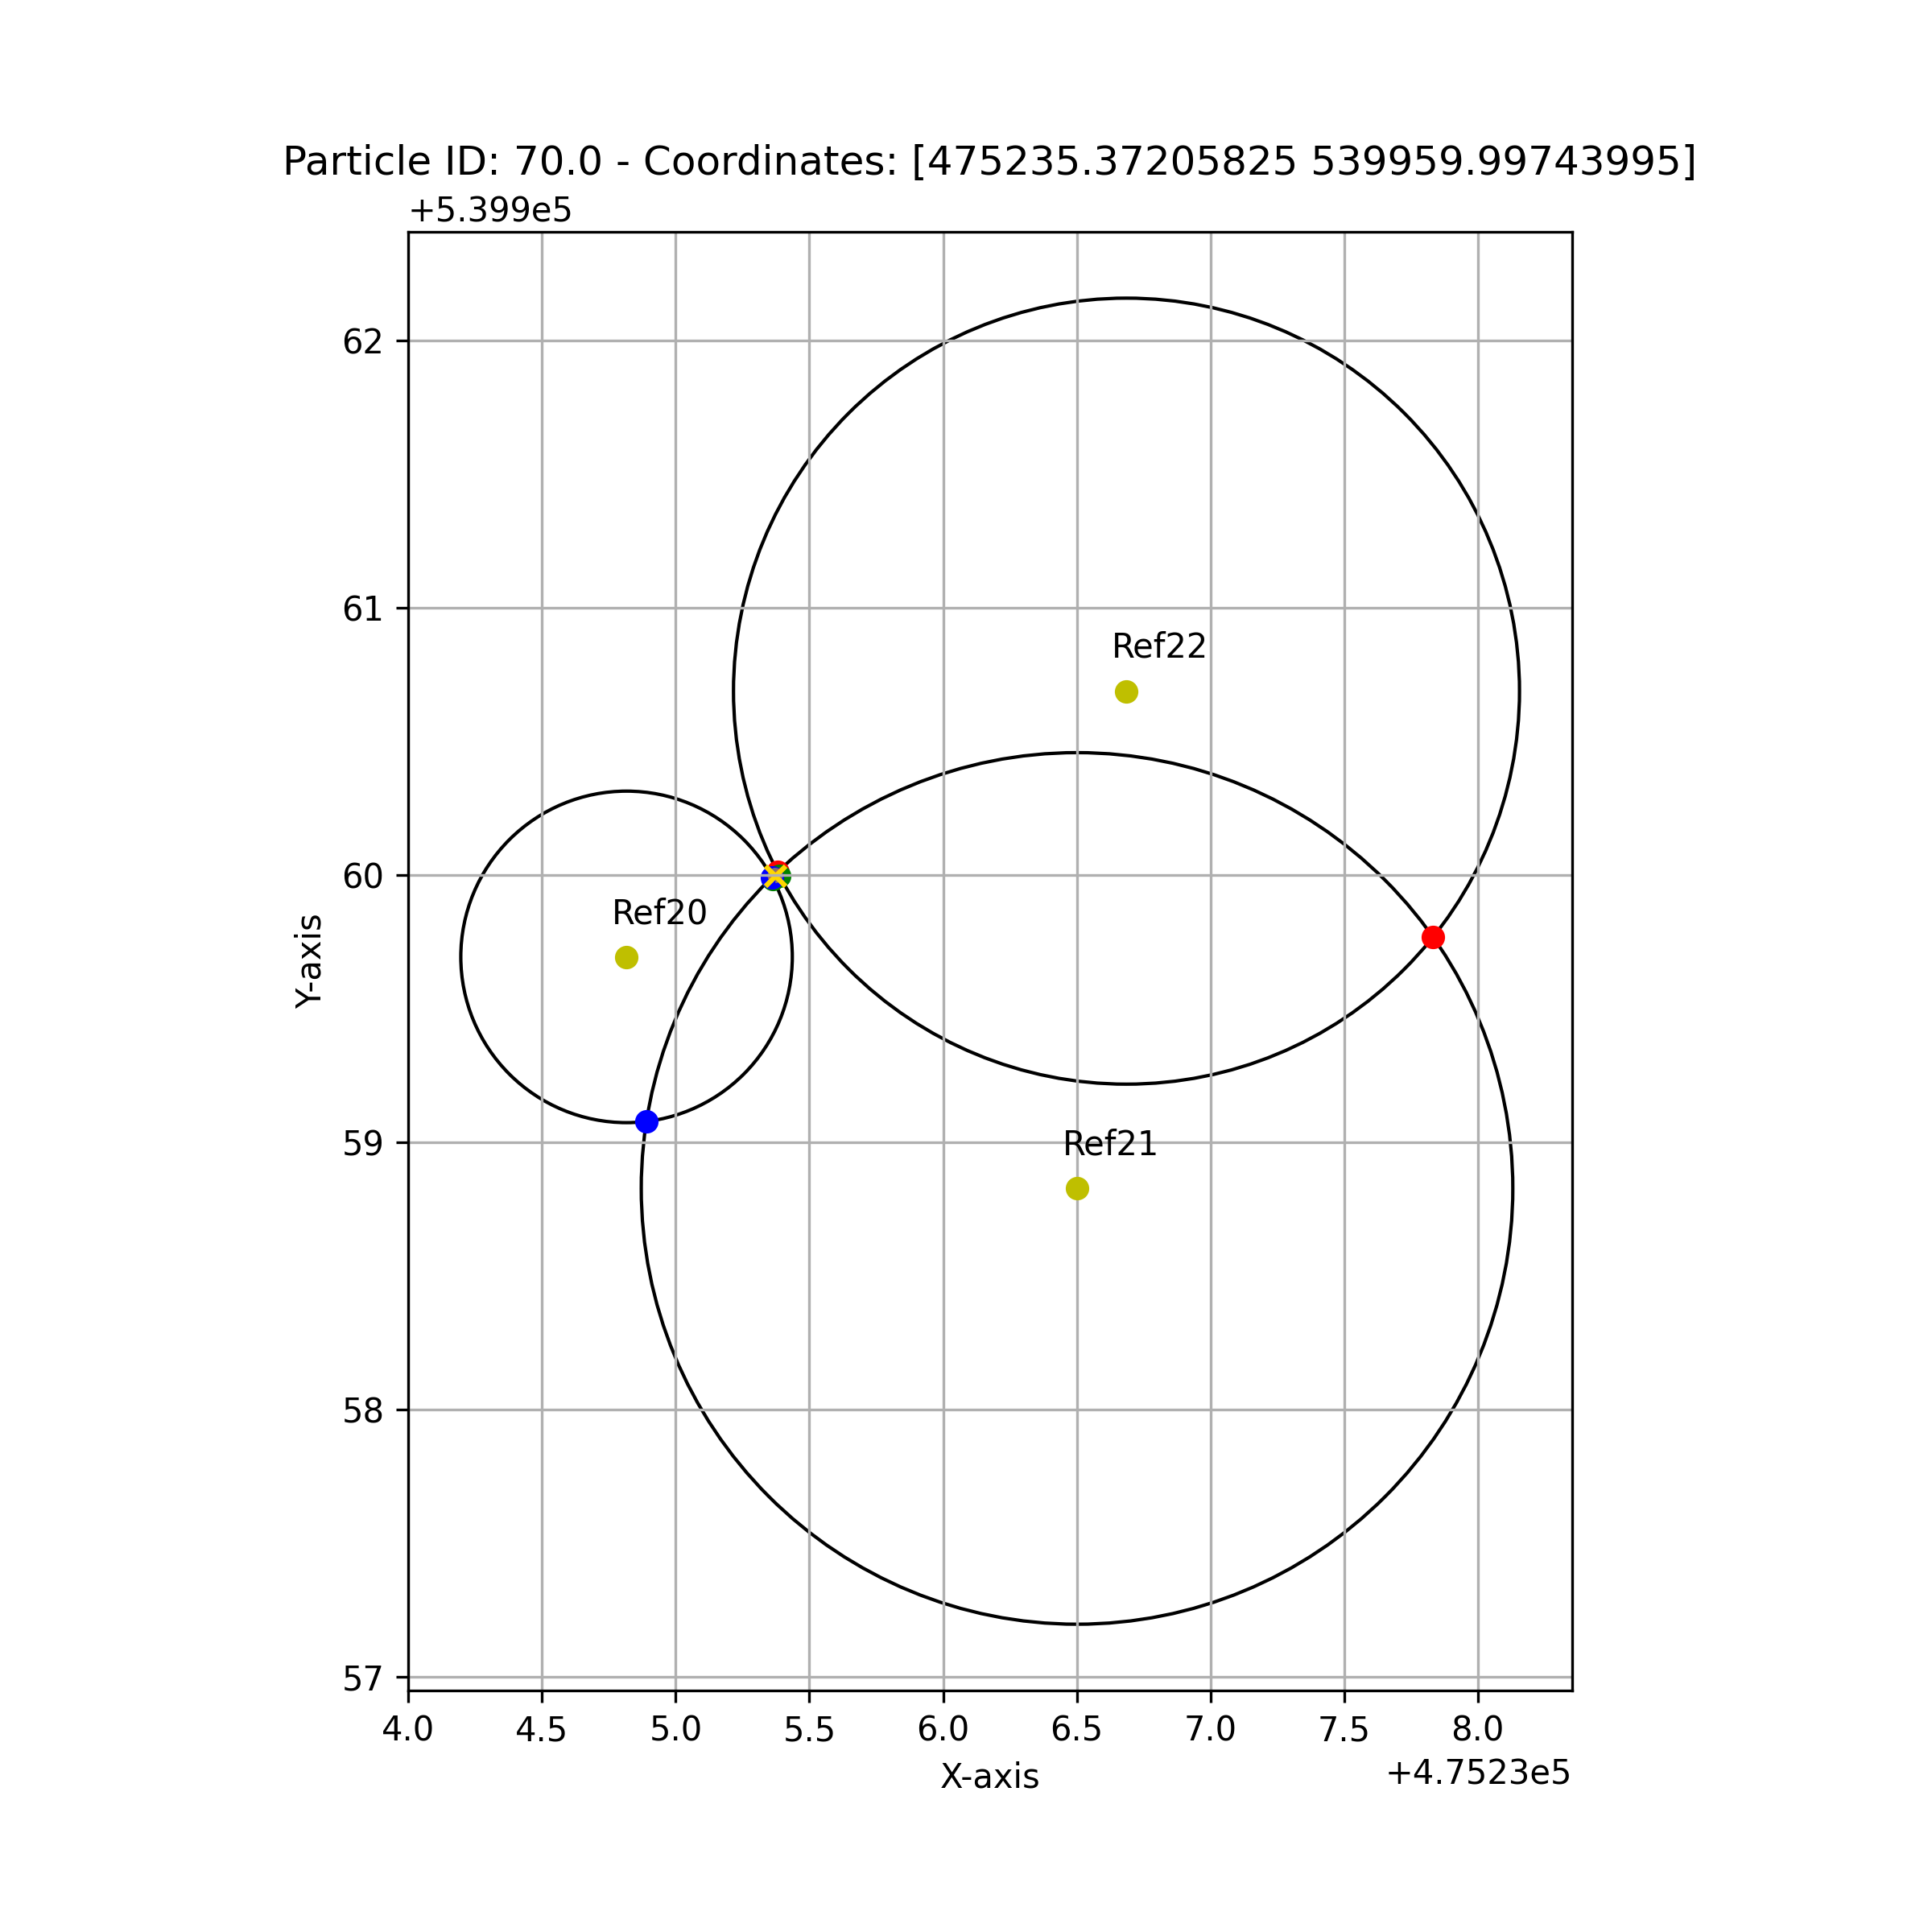 Particle ID: 70.0 - Coordinates: [475235.37205825 539959.99743995]
+5.399e5
62
61
60
59
58
57
Y-axis
Ref22
Ref20
Ref21
4.0 4.5 5.0 5.5 6.0 6.5 7.0 7.5 8.0
X-axis
+4.7523e5